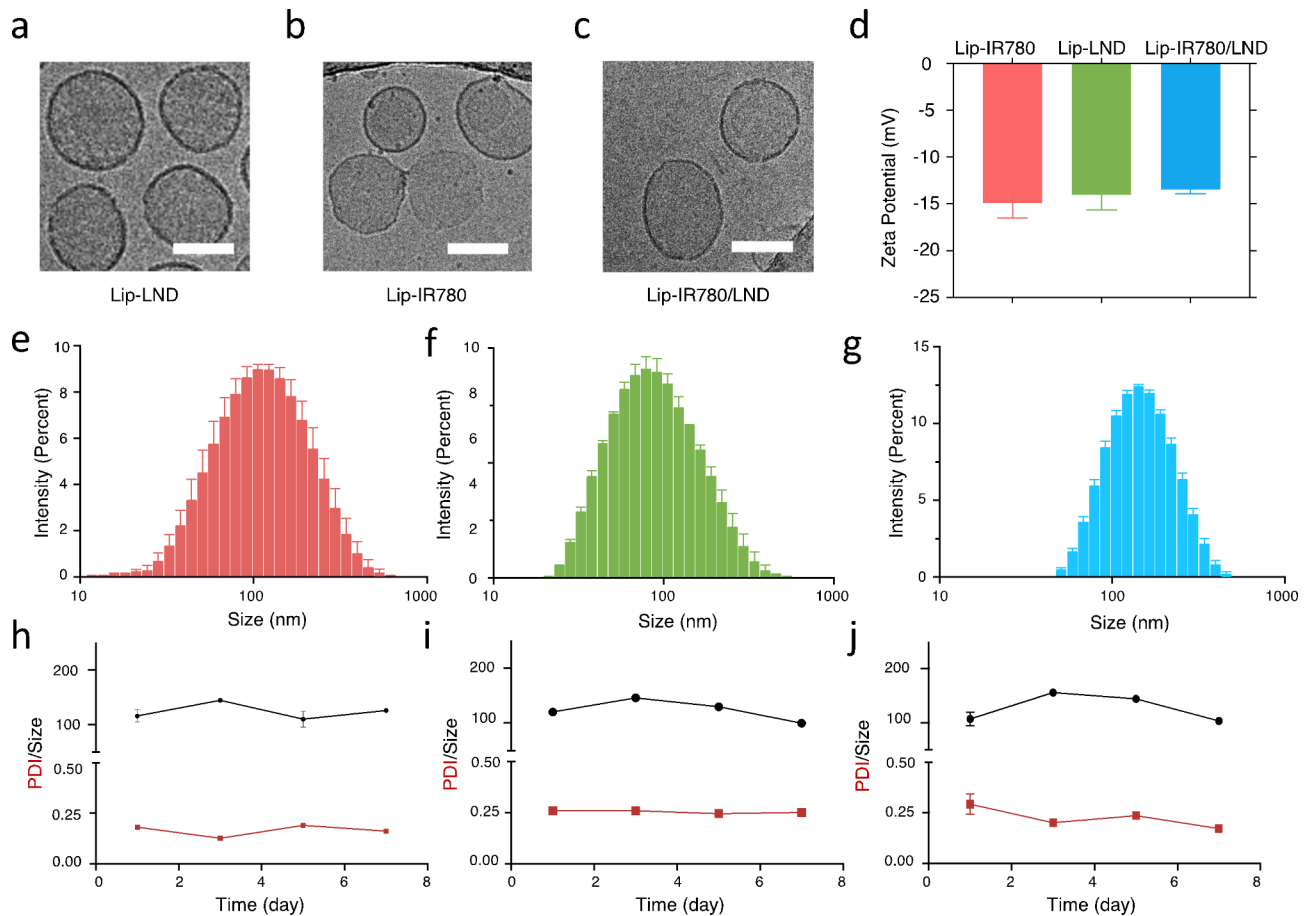 a
b
c
d
Lip-LND
Lip-IR780
Lip-IR780/LND
Lip-IR780 Lip-LND Lip-IR780/LND
0
-5
-10
-15
-20
-25
Zeta Potential (mV)
e
10
8
6
4
2
0
Intensity (Percent)
10 100 1000
Size (nm)
f
10
8
6
4
2
0
Intensity (Percent)
10 100 1000
Size (nm)
g
15
10
5
0
Intensity (Percent)
10 100 1000
Size (nm)
h
200
100
0.50
0.25
0.00
PDI/Size
0 2 4 6 8
Time (day)
i
200
100
0.50
0.25
0.00
PDI/Size
0 2 4 6 8
Time (day)
j
200
100
0.50
0.25
0.00
PDI/Size
0 2 4 6 8
Time (day)